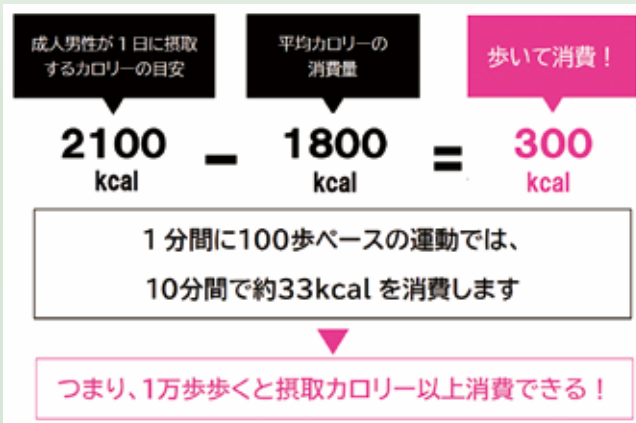 成人男性が1日に摂取
するカロリーの目安
平均カロリーの
消費量
歩いて消費！
2100 - 1800 = 300
kcal kcal kcal
1分間に100歩ペースの運動では、
10分間で約33kcalを消費します
つまり、1万歩歩くと摂取カロリー以上消費できる！